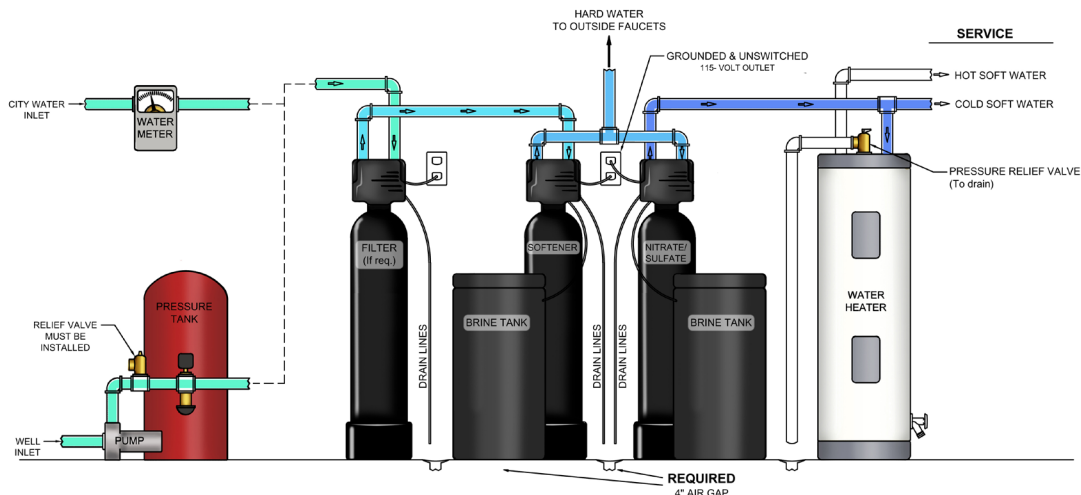 HARD WATER
TO OUTSIDE FAUCETS
SERVICE
GROUNDED & UNSWITCHED
115- VOLT OUTLET
HOT SOFT WATER
CITY WATER
INLET
WATER
METER
COLD SOFT WATER
PRESSURE RELIEF VALVE
(To drain)
FILTER
(If req.)
SOFTENER
NITRATE/
SULFATE
PRESSURE
TANK
WATER
HEATER
RELIEF VALVE
MUST BE
INSTALLED
BRINE TANK
BRINE TANK
DRAIN LINES
DRAIN LINES
DRAIN LINES
WELL
INLET
PUMP
REQUIRED
4" AIR GAP